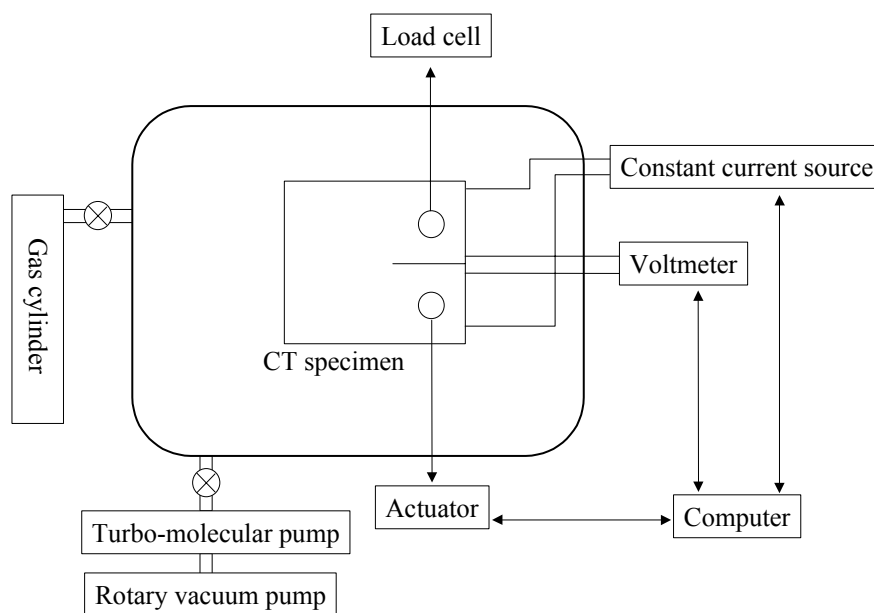 Load cell
Constant current source
Gas cylinder
Voltmeter
CT specimen
Actuator
Computer
Turbo-molecular pump
Rotary vacuum pump